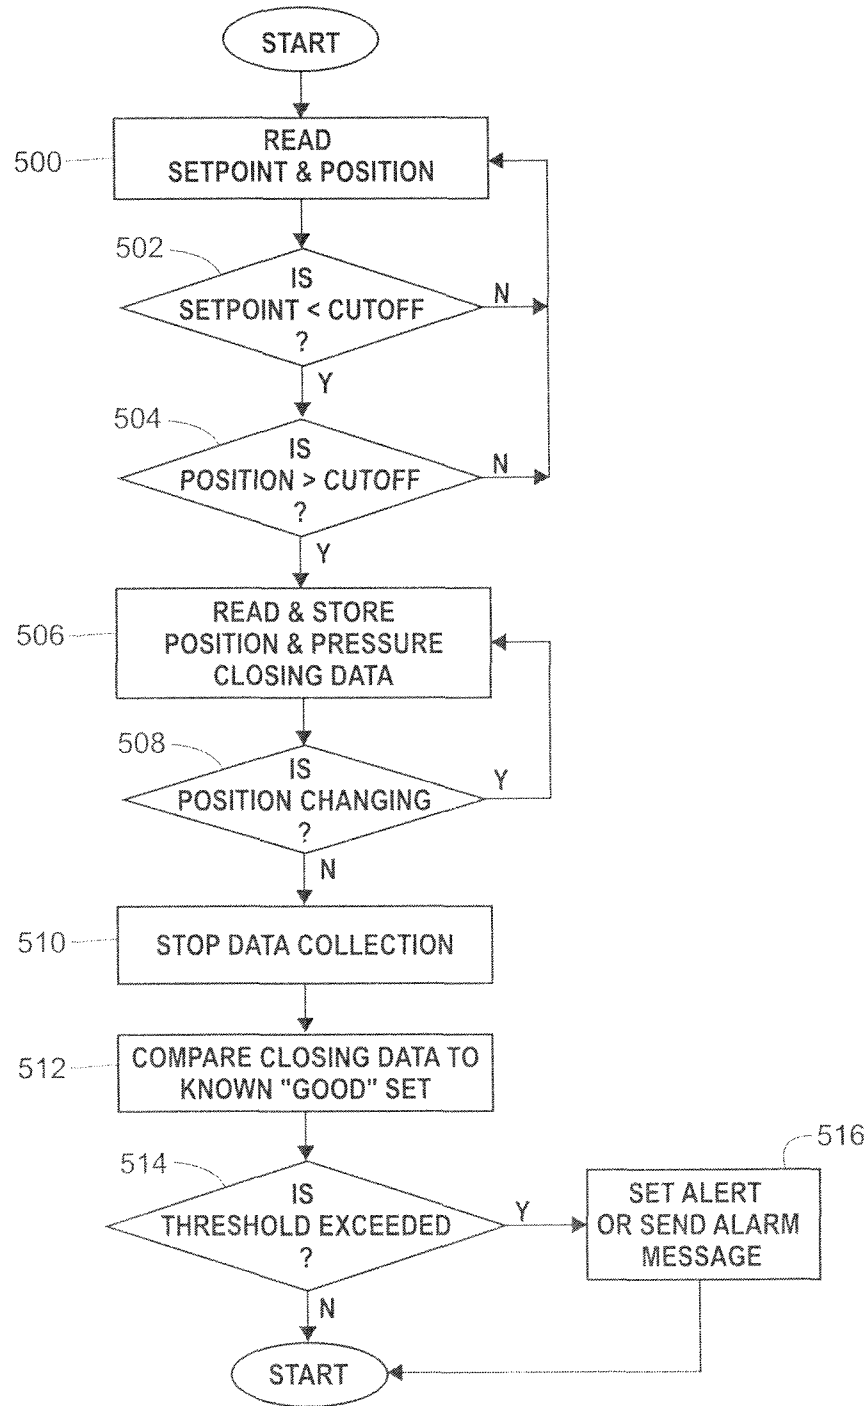 START
500
READ
SETPOINT & POSITION
502
IS
SETPOINT < CUTOFF
?
N
Y
504
IS
POSITION > CUTOFF
?
N
Y
506
READ & STORE
POSITION & PRESSURE
CLOSING DATA
508
IS
POSITION CHANGING
?
Y
N
510
STOP DATA COLLECTION
512
COMPARE CLOSING DATA TO
KNOWN "GOOD" SET
514
IS
THRESHOLD EXCEEDED
?
Y
N
516
SET ALERT
OR SEND ALARM
MESSAGE
START